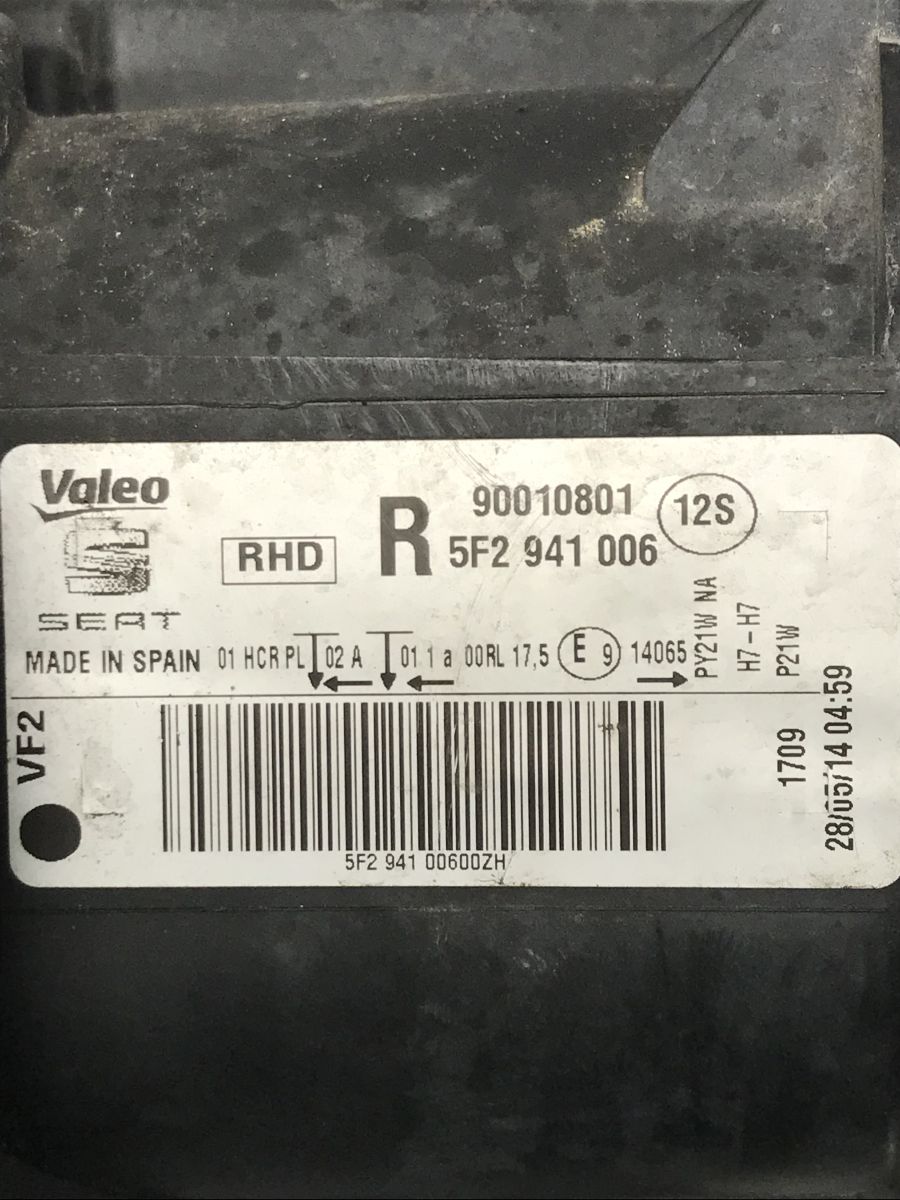 Valeo
SEAT
RHD
R
90010801
5F2 941 006
12S
MADE IN SPAIN 01 HCR PL 02 A 01 1 a 00RL 17,5 E 9 14065
PY21W NA
H7-H7
P21W
VF2
1709
28/05/14 04:59
5F2 941 00600ZH